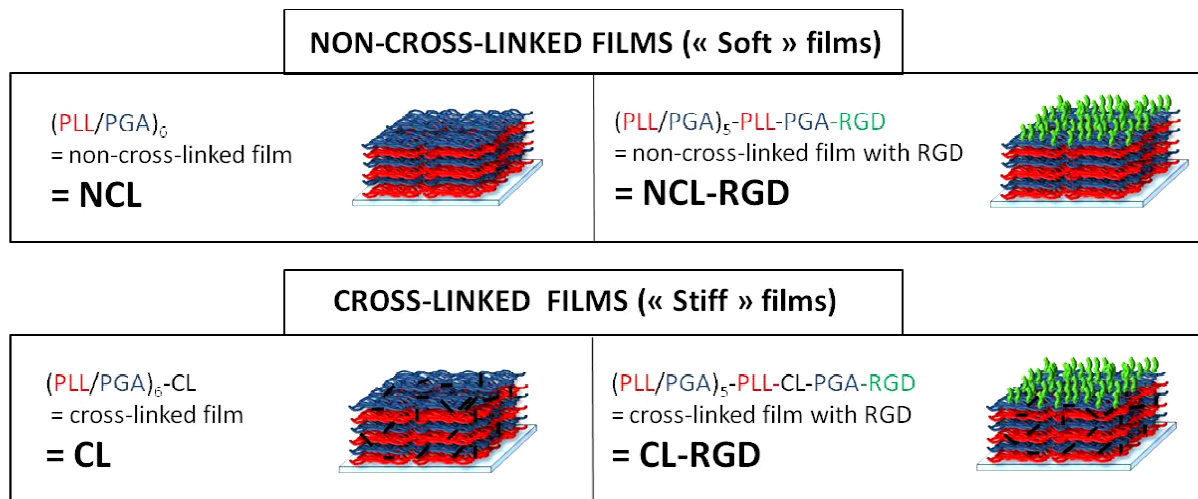 NON-CROSS-LINKED FILMS (« Soft » films)
(PLL/PGA)₆
= non-cross-linked film
= NCL
(PLL/PGA)₅-PLL-PGA-RGD
= non-cross-linked film with RGD
= NCL-RGD
CROSS-LINKED FILMS (« Stiff » films)
(PLL/PGA)₆-CL
= cross-linked film
= CL
(PLL/PGA)₅-PLL-CL-PGA-RGD
= cross-linked film with RGD
= CL-RGD